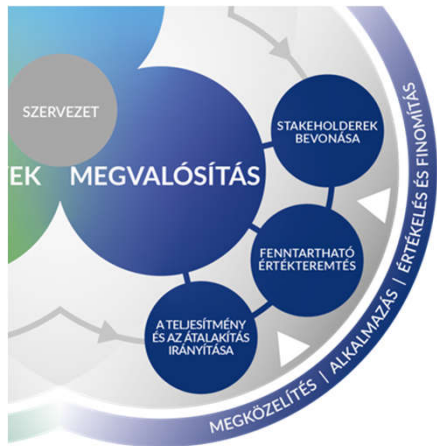 SZERVEZET
EK MEGVALÓSÍTÁS
STAKEHOLDEREK
BEVONÁSA
FENNTARTHATÓ
ÉRTÉKTEREMTÉS
A TELJESÍTMÉNY
ÉS AZ ÁTALAKÍTÁS
IRÁNYÍTÁSA
MEGKÖZELÍTÉS | ALKALMAZÁS | ÉRTÉKELÉS ÉS FINOMÍTÁS